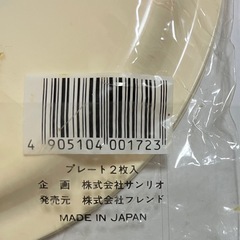 4 905104 001723
プレート2枚入
企画 株式会社サンリオ
発売元 株式会社フレンド
MADE IN JAPAN